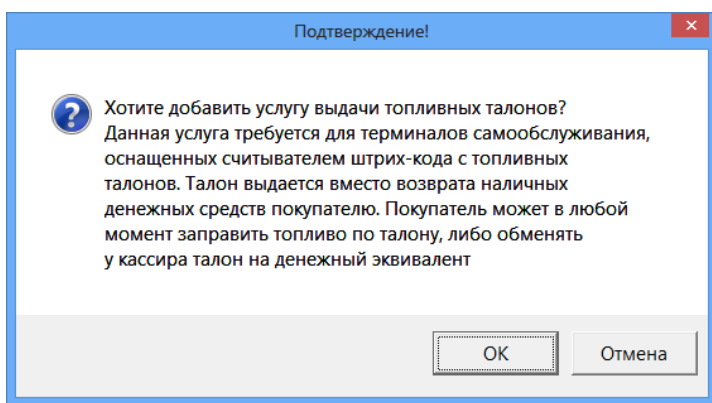 Подтверждение!
Хотите добавить услугу выдачи топливных талонов?
Данная услуга требуется для терминалов самообслуживания,
оснащенных считывателем штрих-кода с топливных
талонов. Талон выдается вместо возврата наличных
денежных средств покупателю. Покупатель может в любой
момент заправить топливо по талону, либо обменять
у кассира талон на денежный эквивалент
ОК
Отмена